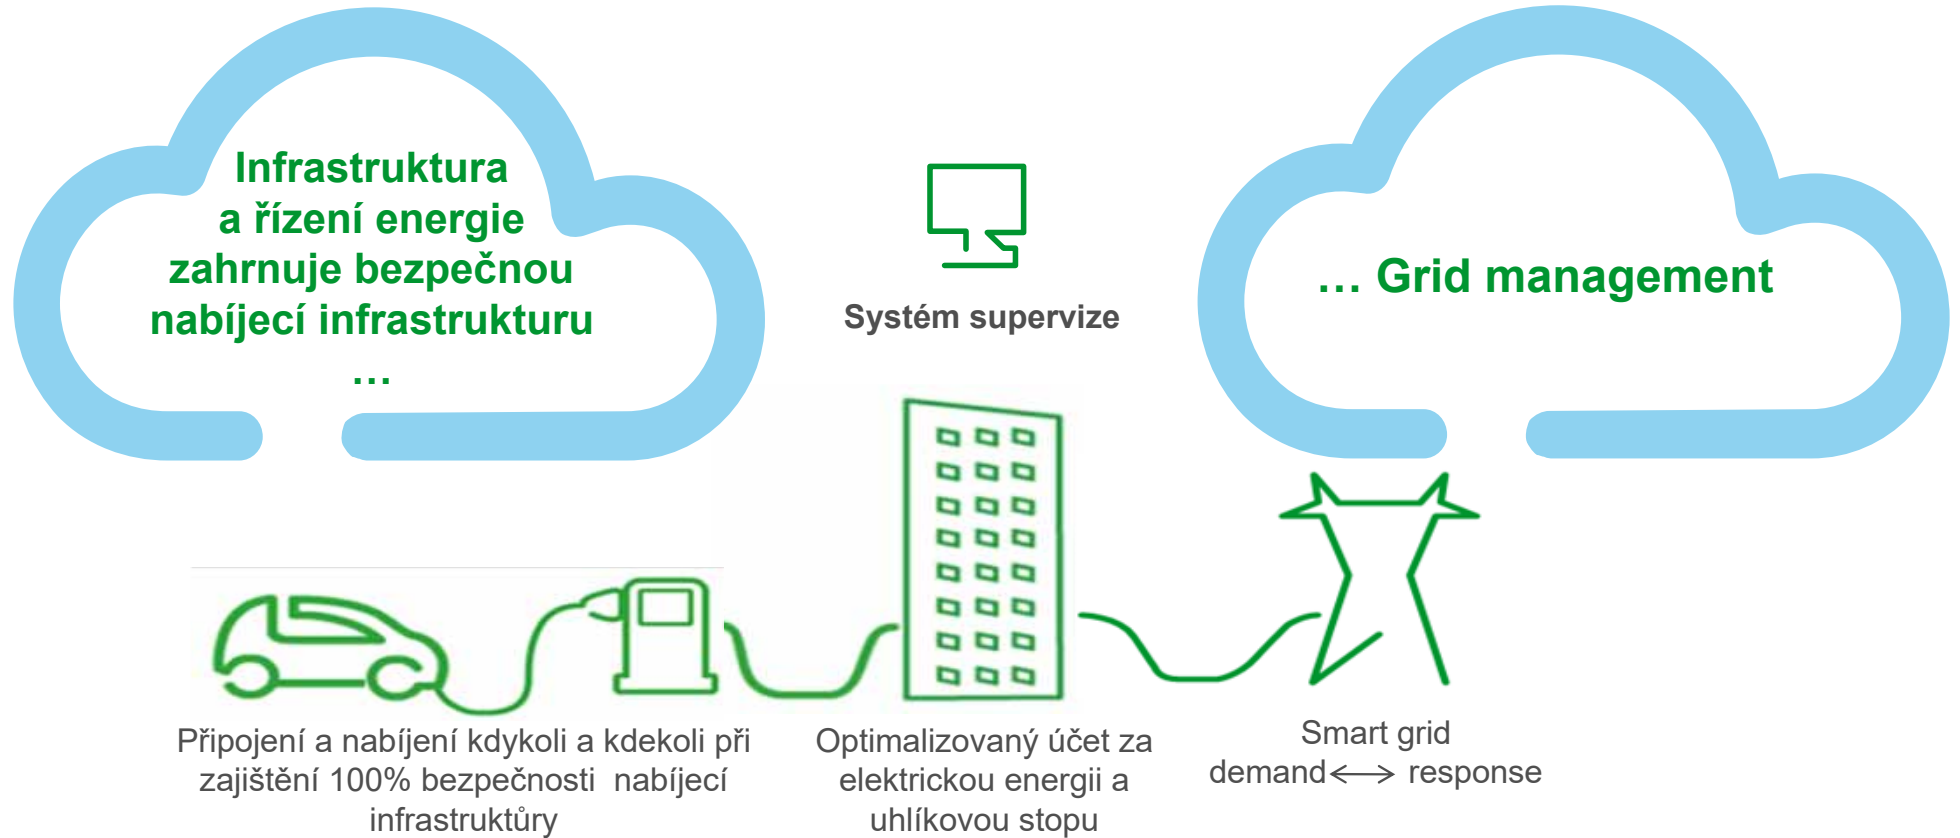 Infrastruktura
a řízení energie
zahrnuje bezpečnou
nabíjecí infrastrukturu
…
Systém supervize
… Grid management
Připojení a nabíjení kdykoli a kdekoli při
zajištění 100% bezpečnosti  nabíjecí
infrastruktůry
Optimalizovaný účet za
elektrickou energii a
uhlíkovou stopu
Smart grid
demand ⟷ response